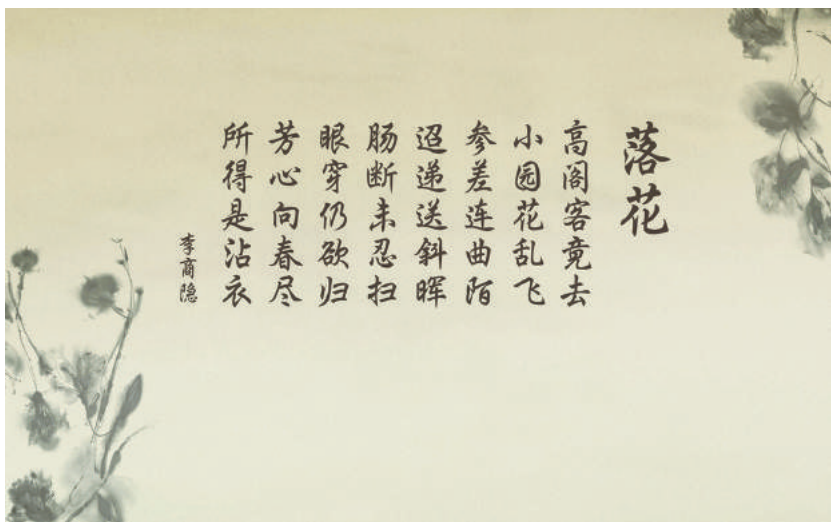 落花
高阁客竟去
小园花乱飞
参差连曲陌
迢递送斜晖
肠断未忍扫
眼穿仍欲归
芳心向春尽
所得是沾衣
李商隐